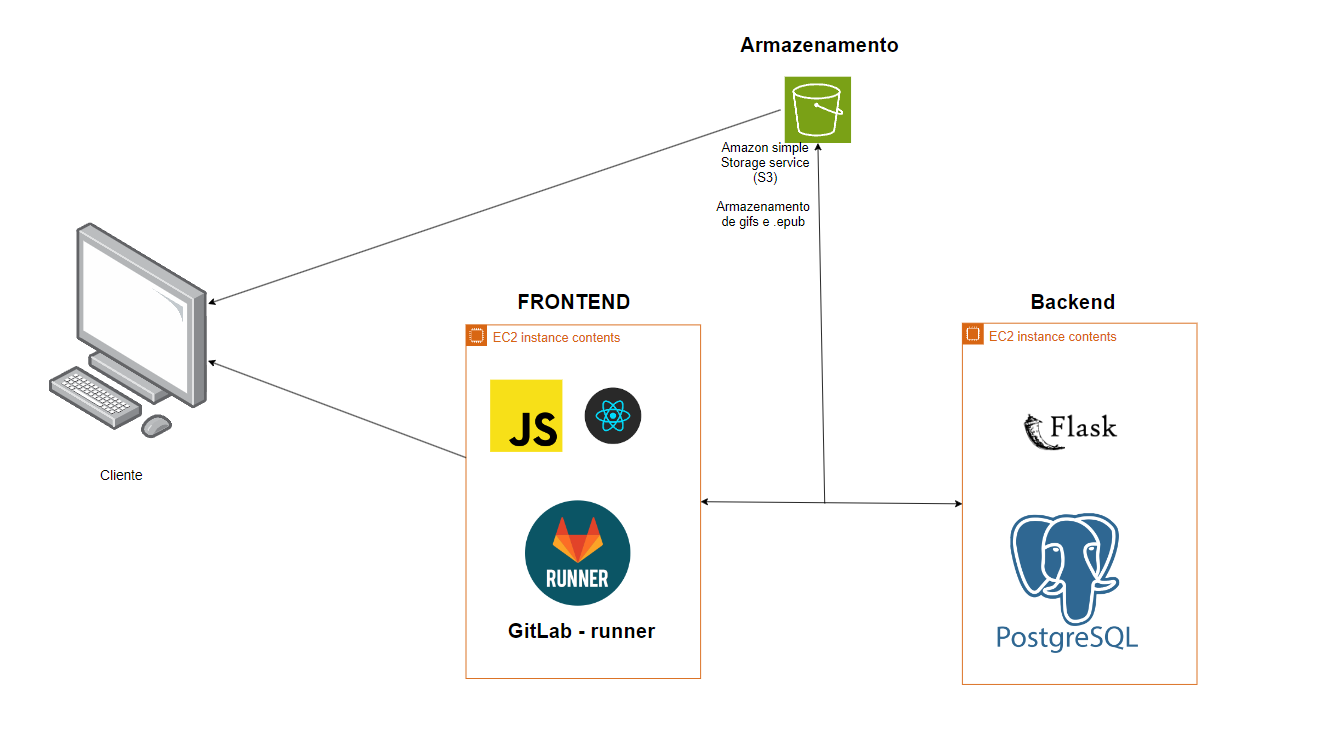 Armazenamento
Amazon simple
Storage service
(S3)
Armazenamento
de gifs e .epub
Cliente
FRONTEND
EC2 instance contents
JS
RUNNER
GitLab - runner
Backend
EC2 instance contents
Flask
PostgreSQL